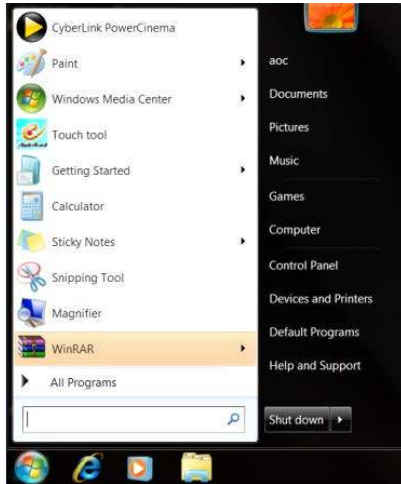 CyberLink PowerCinema
Paint
Windows Media Center
Touch tool
Getting Started
Calculator
Sticky Notes
Snipping Tool
Magnifier
WinRAR
All Programs
aoc
Documents
Pictures
Music
Games
Computer
Control Panel
Devices and Printers
Default Programs
Help and Support
Shut down